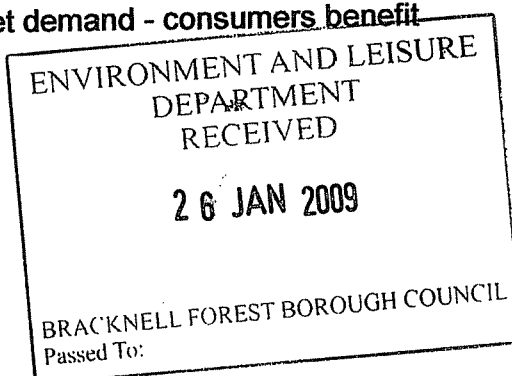 et demand - consumers benefit
ENVIRONMENT AND LEISURE
DEPARTMENT
RECEIVED
26 JAN 2009
BRACKNELL FOREST BOROUGH COUNCIL
Passed To: